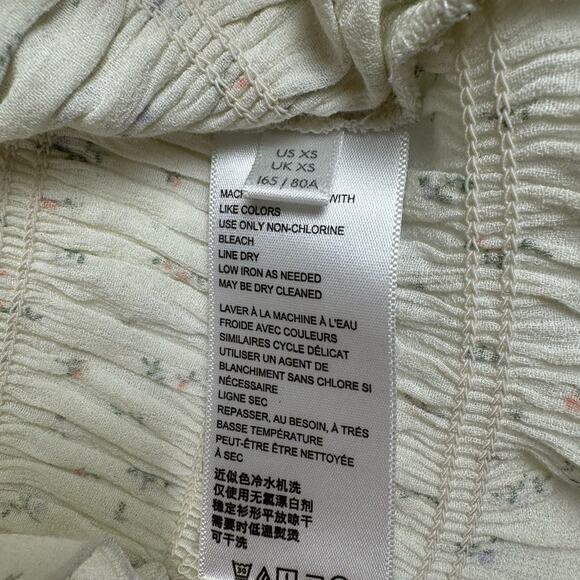 US XS
UK XS
165 / 80A
WITH
LIKE COLORS
USE ONLY NON-CHLORINE
BLEACH
LINE DRY
LOW IRON AS NEEDED
MAY BE DRY CLEANED
LAVER À LA MACHINE À L'EAU
FROIDE AVEC COULEURS
SIMILAIRES CYCLE DÉLICAT
UTILISER UN AGENT DE
BLANCHIMENT SANS CHLORE SI
NÉCESSAIRE
LIGNE SEC
REPASSER, AU BESOIN, À TRÉS
BASSE TEMPÉRATURE
PEUT-ÊTRE ÊTRE NETTOYÉE
À SEC
近似色冷水机洗
仅使用无氯漂白剂
稳定衫形平放晾干
需要时低温熨烫
可干洗
30